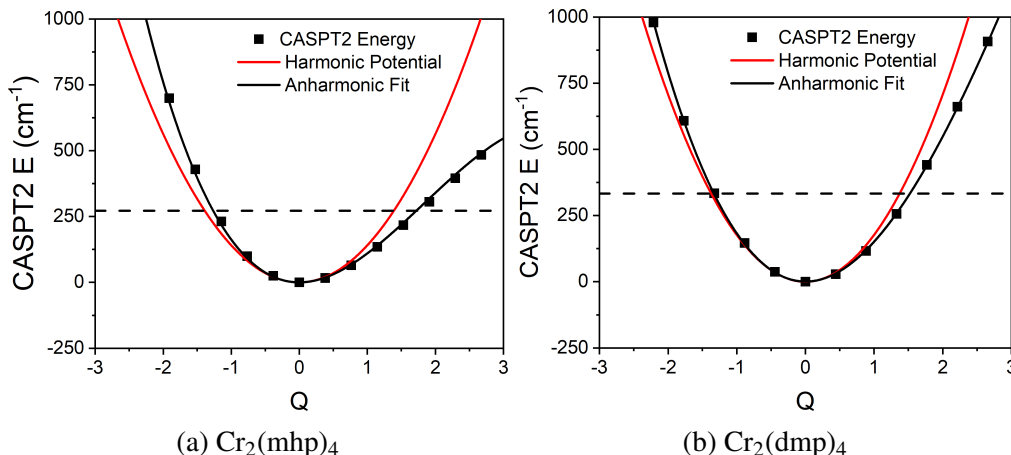 1000
750
500
250
0
-250
CASPT2 E (cm⁻¹)
CASPT2 Energy
Harmonic Potential
Anharmonic Fit
-3 -2 -1 0 1 2 3
Q
(a) Cr₂(mhp)₄
1000
750
500
250
0
-250
CASPT2 E (cm⁻¹)
CASPT2 Energy
Harmonic Potential
Anharmonic Fit
-3 -2 -1 0 1 2 3
Q
(b) Cr₂(dmp)₄